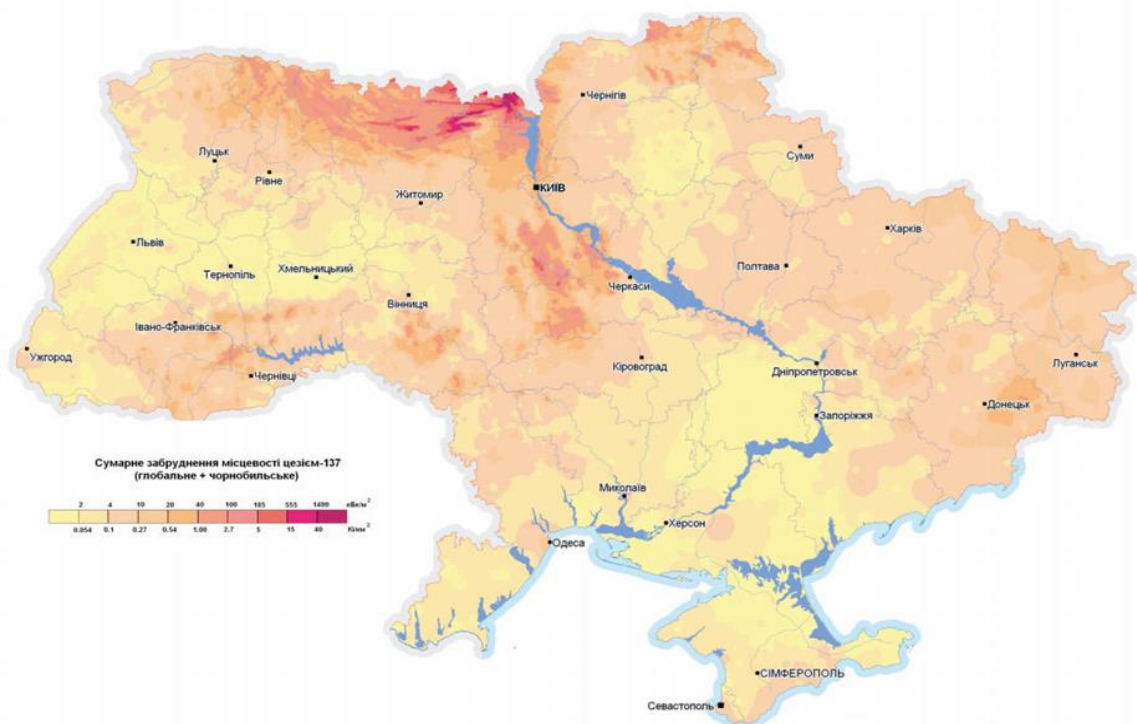 Чернігів
Луцьк
Рівне
Суми
КИЇВ
Житомир
Харків
Львів
Тернопіль
Хмельницький
Полтава
Черкаси
Вінниця
Івано-Франківськ
Ужгород
Чернівці
Кіровоград
Дніпропетровськ
Луганськ
Донецьк
Запоріжжя
Сумарне забруднення місцевості цезієм-137
(глобальне + чорнобильське)
2 4 10 20 40 100 185 555 1480 кБк/м²
0.054 0.1 0.27 0.54 1.08 2.7 5 15 40 Кі/км²
Миколаїв
Херсон
Одеса
СІМФЕРОПОЛЬ
Севастополь